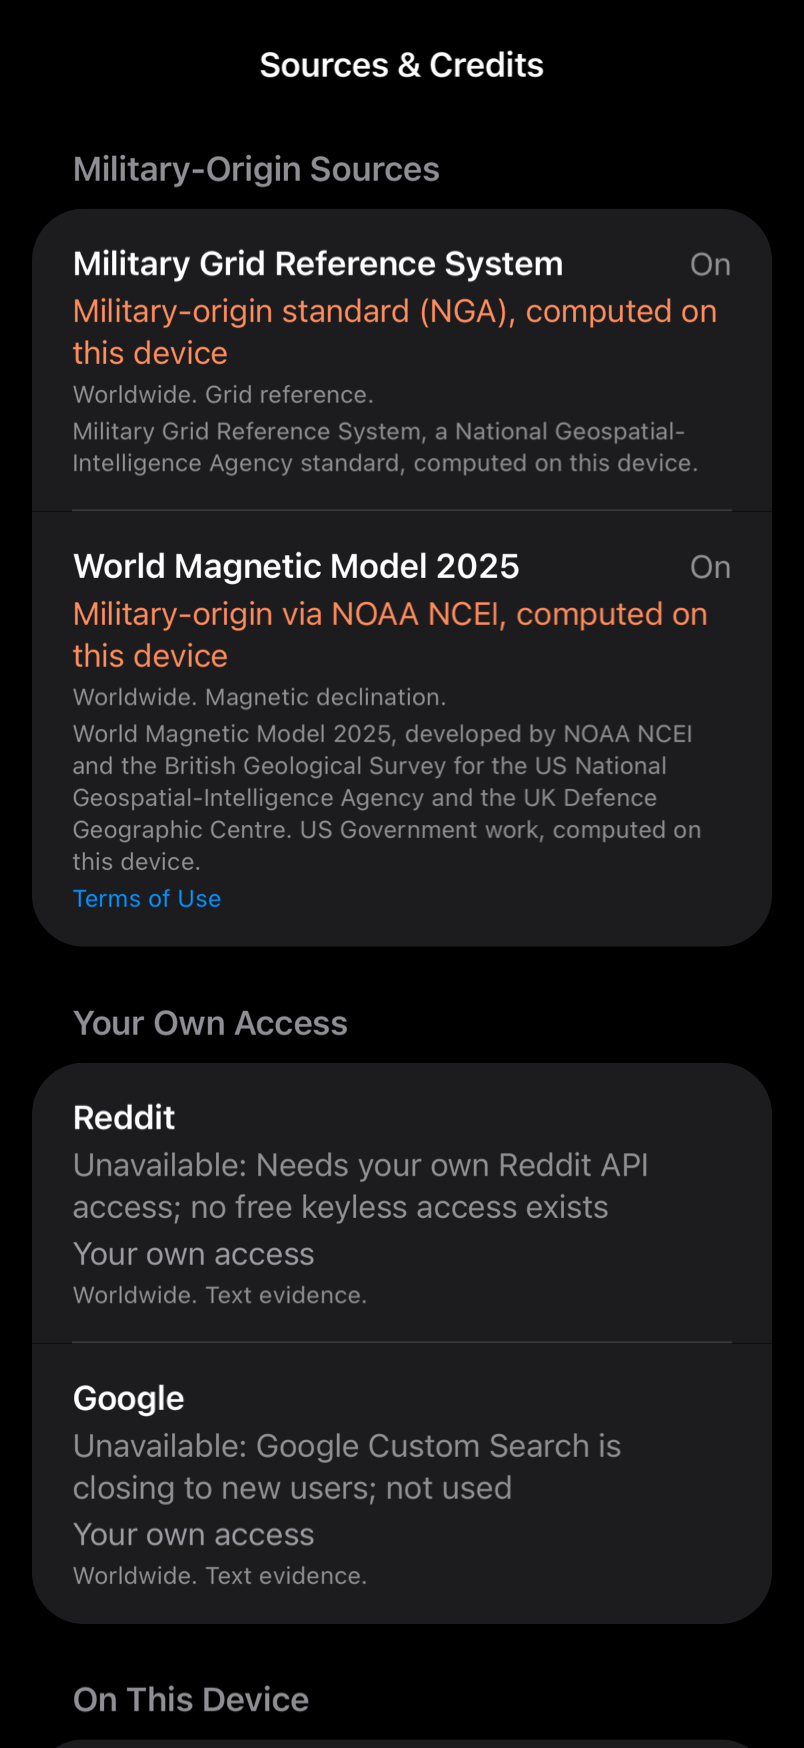 Sources & Credits
Military-Origin Sources
Military Grid Reference System
On
Military-origin standard (NGA), computed on
this device
Worldwide. Grid reference.
Military Grid Reference System, a National Geospatial-
Intelligence Agency standard, computed on this device.
World Magnetic Model 2025
On
Military-origin via NOAA NCEI, computed on
this device
Worldwide. Magnetic declination.
World Magnetic Model 2025, developed by NOAA NCEI
and the British Geological Survey for the US National
Geospatial-Intelligence Agency and the UK Defence
Geographic Centre. US Government work, computed on
this device.
Terms of Use
Your Own Access
Reddit
Unavailable: Needs your own Reddit API
access; no free keyless access exists
Your own access
Worldwide. Text evidence.
Google
Unavailable: Google Custom Search is
closing to new users; not used
Your own access
Worldwide. Text evidence.
On This Device